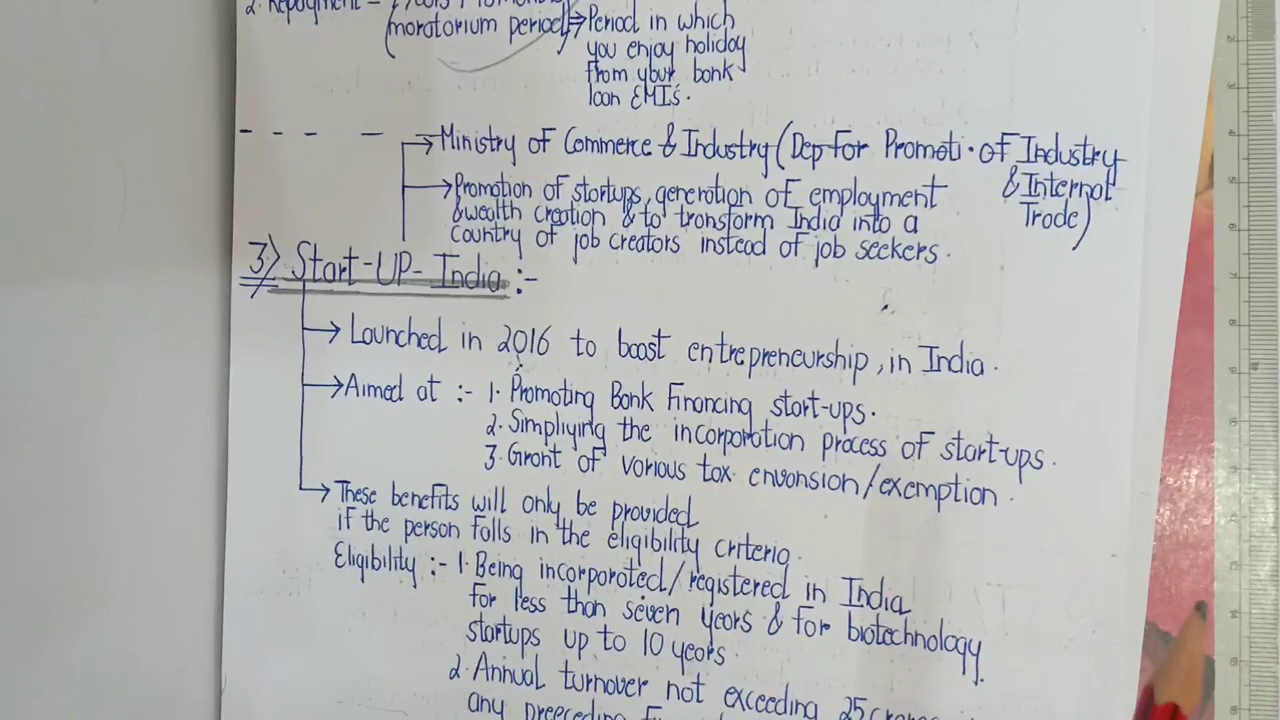 2. Repayment =
(moratorium period) ⇒ Period in which
you enjoy holiday
from your bank
loan EMI's.
→ Ministry of Commerce & Industry (Dep for Promoti. of Industry
& Internal
Trade)
→ Promotion of startups, generation of employment
& wealth creation & to transform India into a
country of job creators instead of job seekers.
3) Start-UP-India :-
→ Launched in 2016 to boost entrepreneurship, in India.
→ Aimed at :- 1. Promoting Bank Financing start-ups.
2. Simpliying the incorporation process of start-ups.
3. Grant of various tax envansion/exemption.
→ These benefits will only be provided
if the person falls in the eligibility criteria.
Eligibility :- 1. Being incorporated/registered in India
for less than seven years & for biotechnology
startups up to 10 years.
2. Annual turnover not exceeding 25
any preeceding